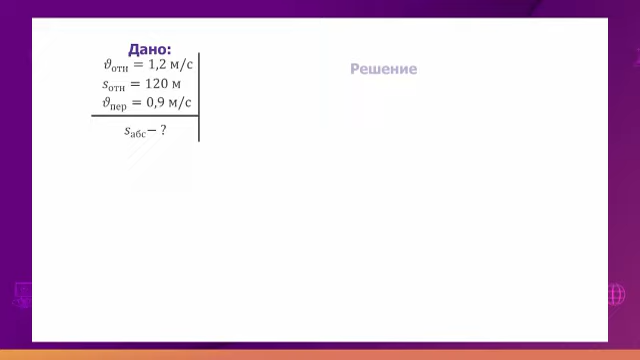 Дано:
𝜗отн = 1,2 м/с
𝑠отн = 120 м
𝜗пер = 0,9 м/с
𝑠абс − ?
Решение